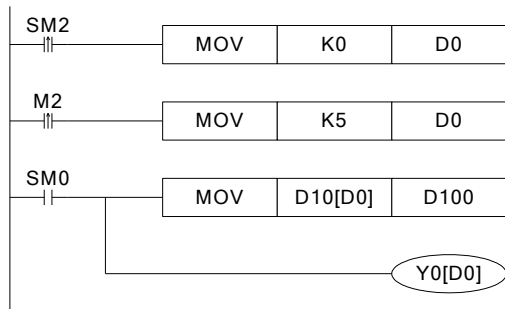 SM2
MOV K0 D0
M2
MOV K5 D0
SM0
MOV D10[D0] D100
Y0[D0]